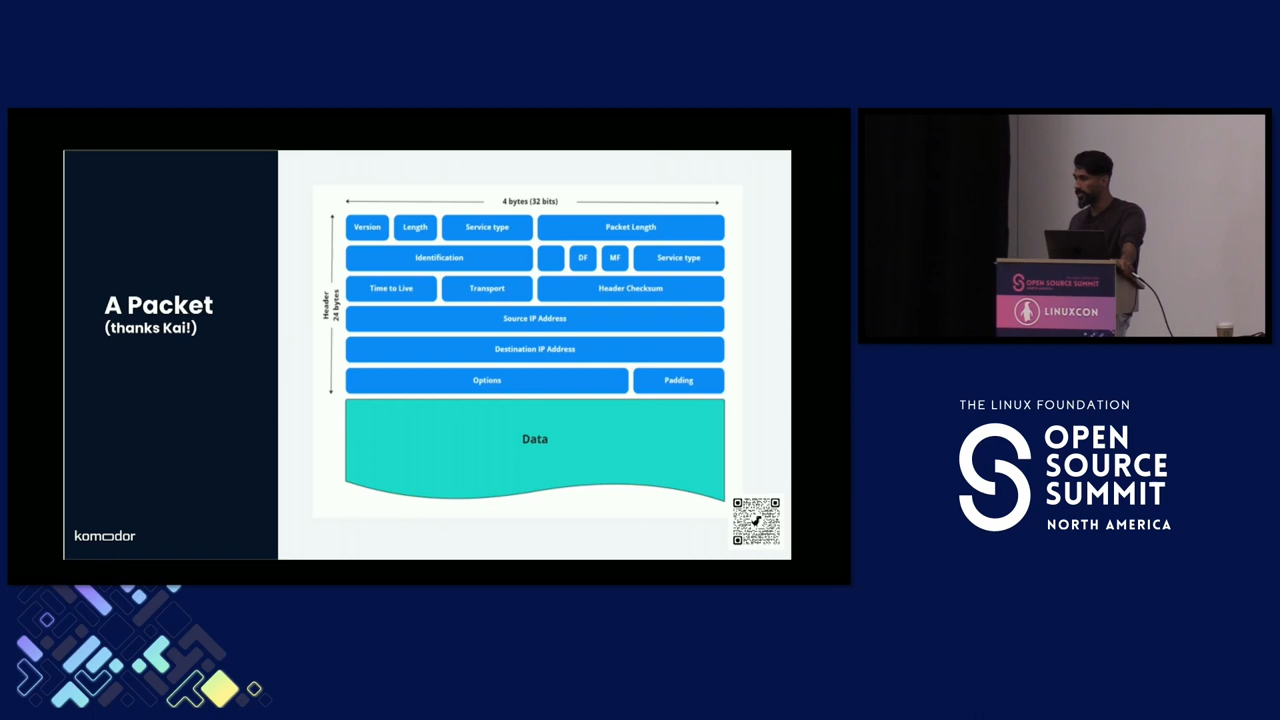 A Packet
(thanks Kai!)
komodor
4 bytes (32 bits)
Header
24 bytes
Version Length Service type Packet Length
Identification DF MF Service type
Time to Live Transport Header Checksum
Source IP Address
Destination IP Address
Options Padding
Data
OPEN SOURCE SUMMIT
LINUXCON
THE LINUX FOUNDATION
OPEN
SOURCE
SUMMIT
NORTH AMERICA